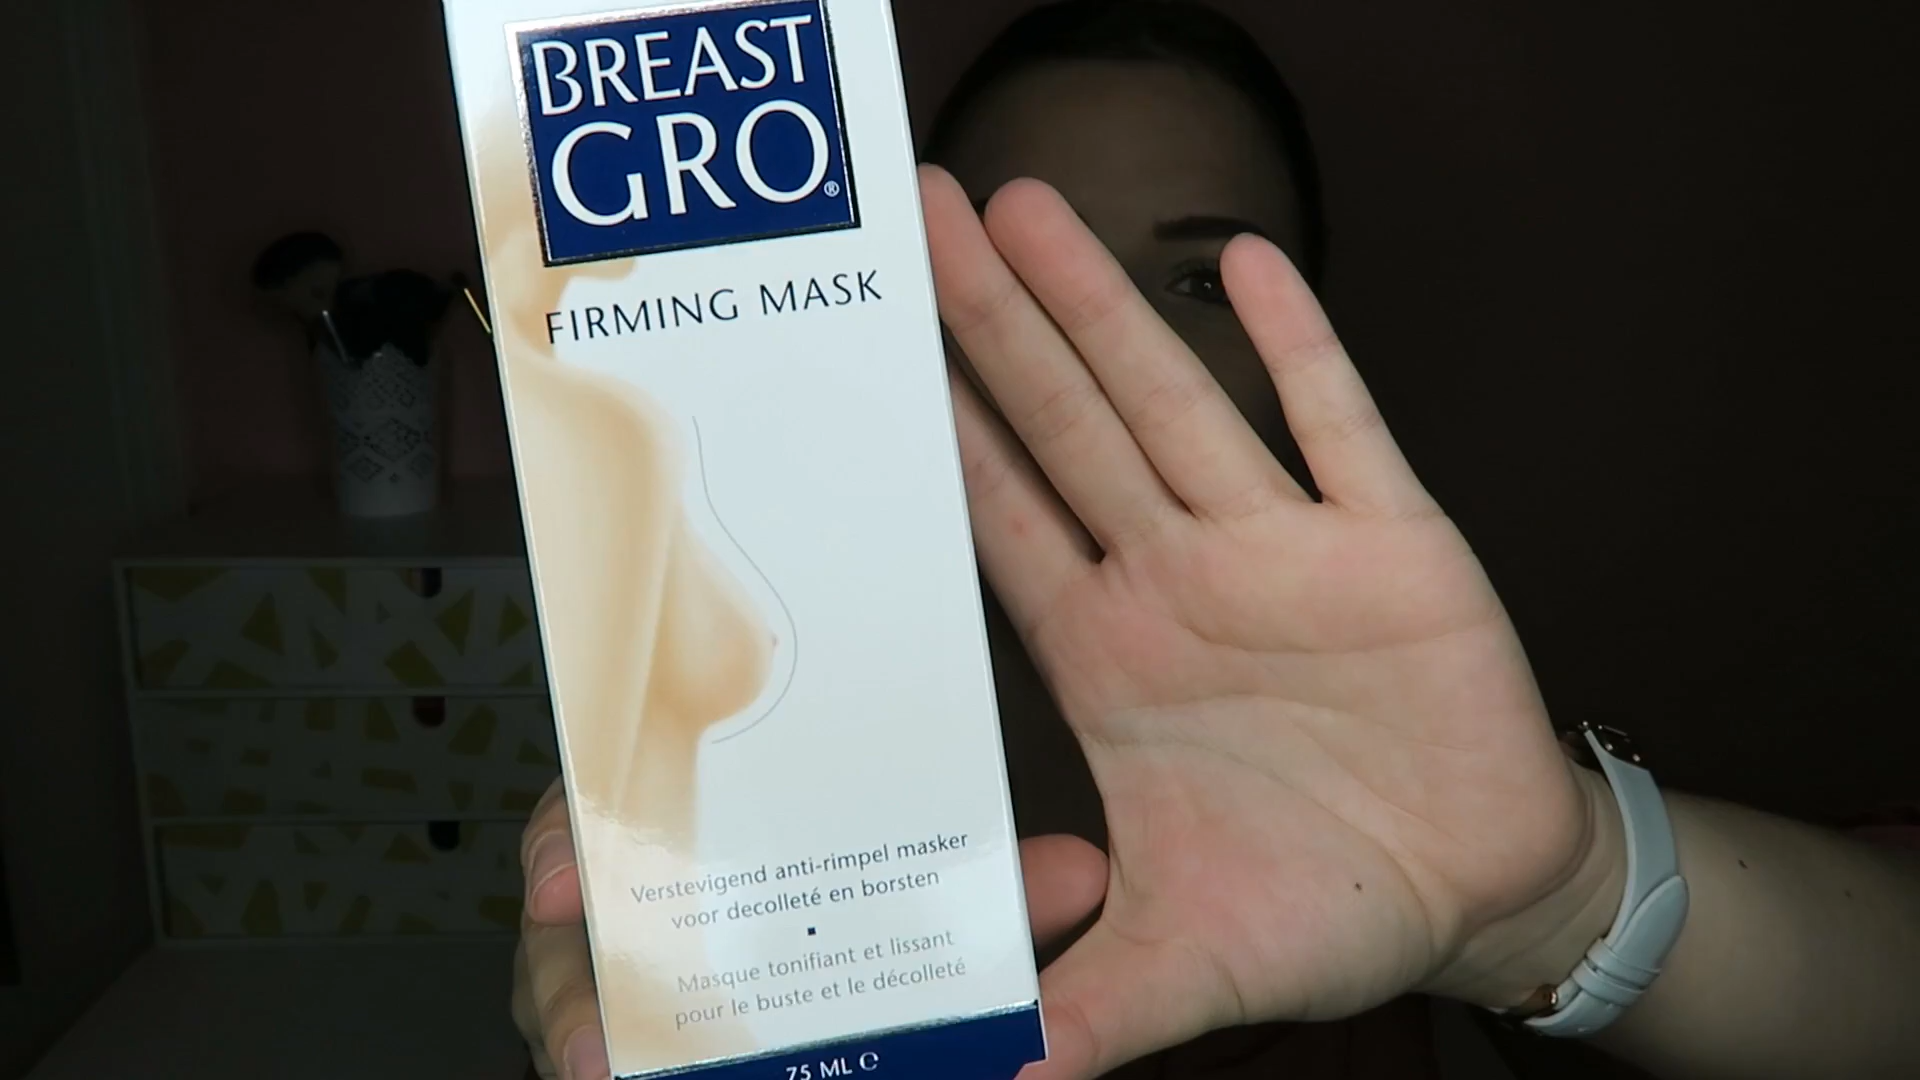 BREAST
GRO®
FIRMING MASK
Verstevigend anti-rimpel masker
voor decolleté en borsten
Masque tonifiant et lissant
pour le buste et le décolleté
75 ML ℮